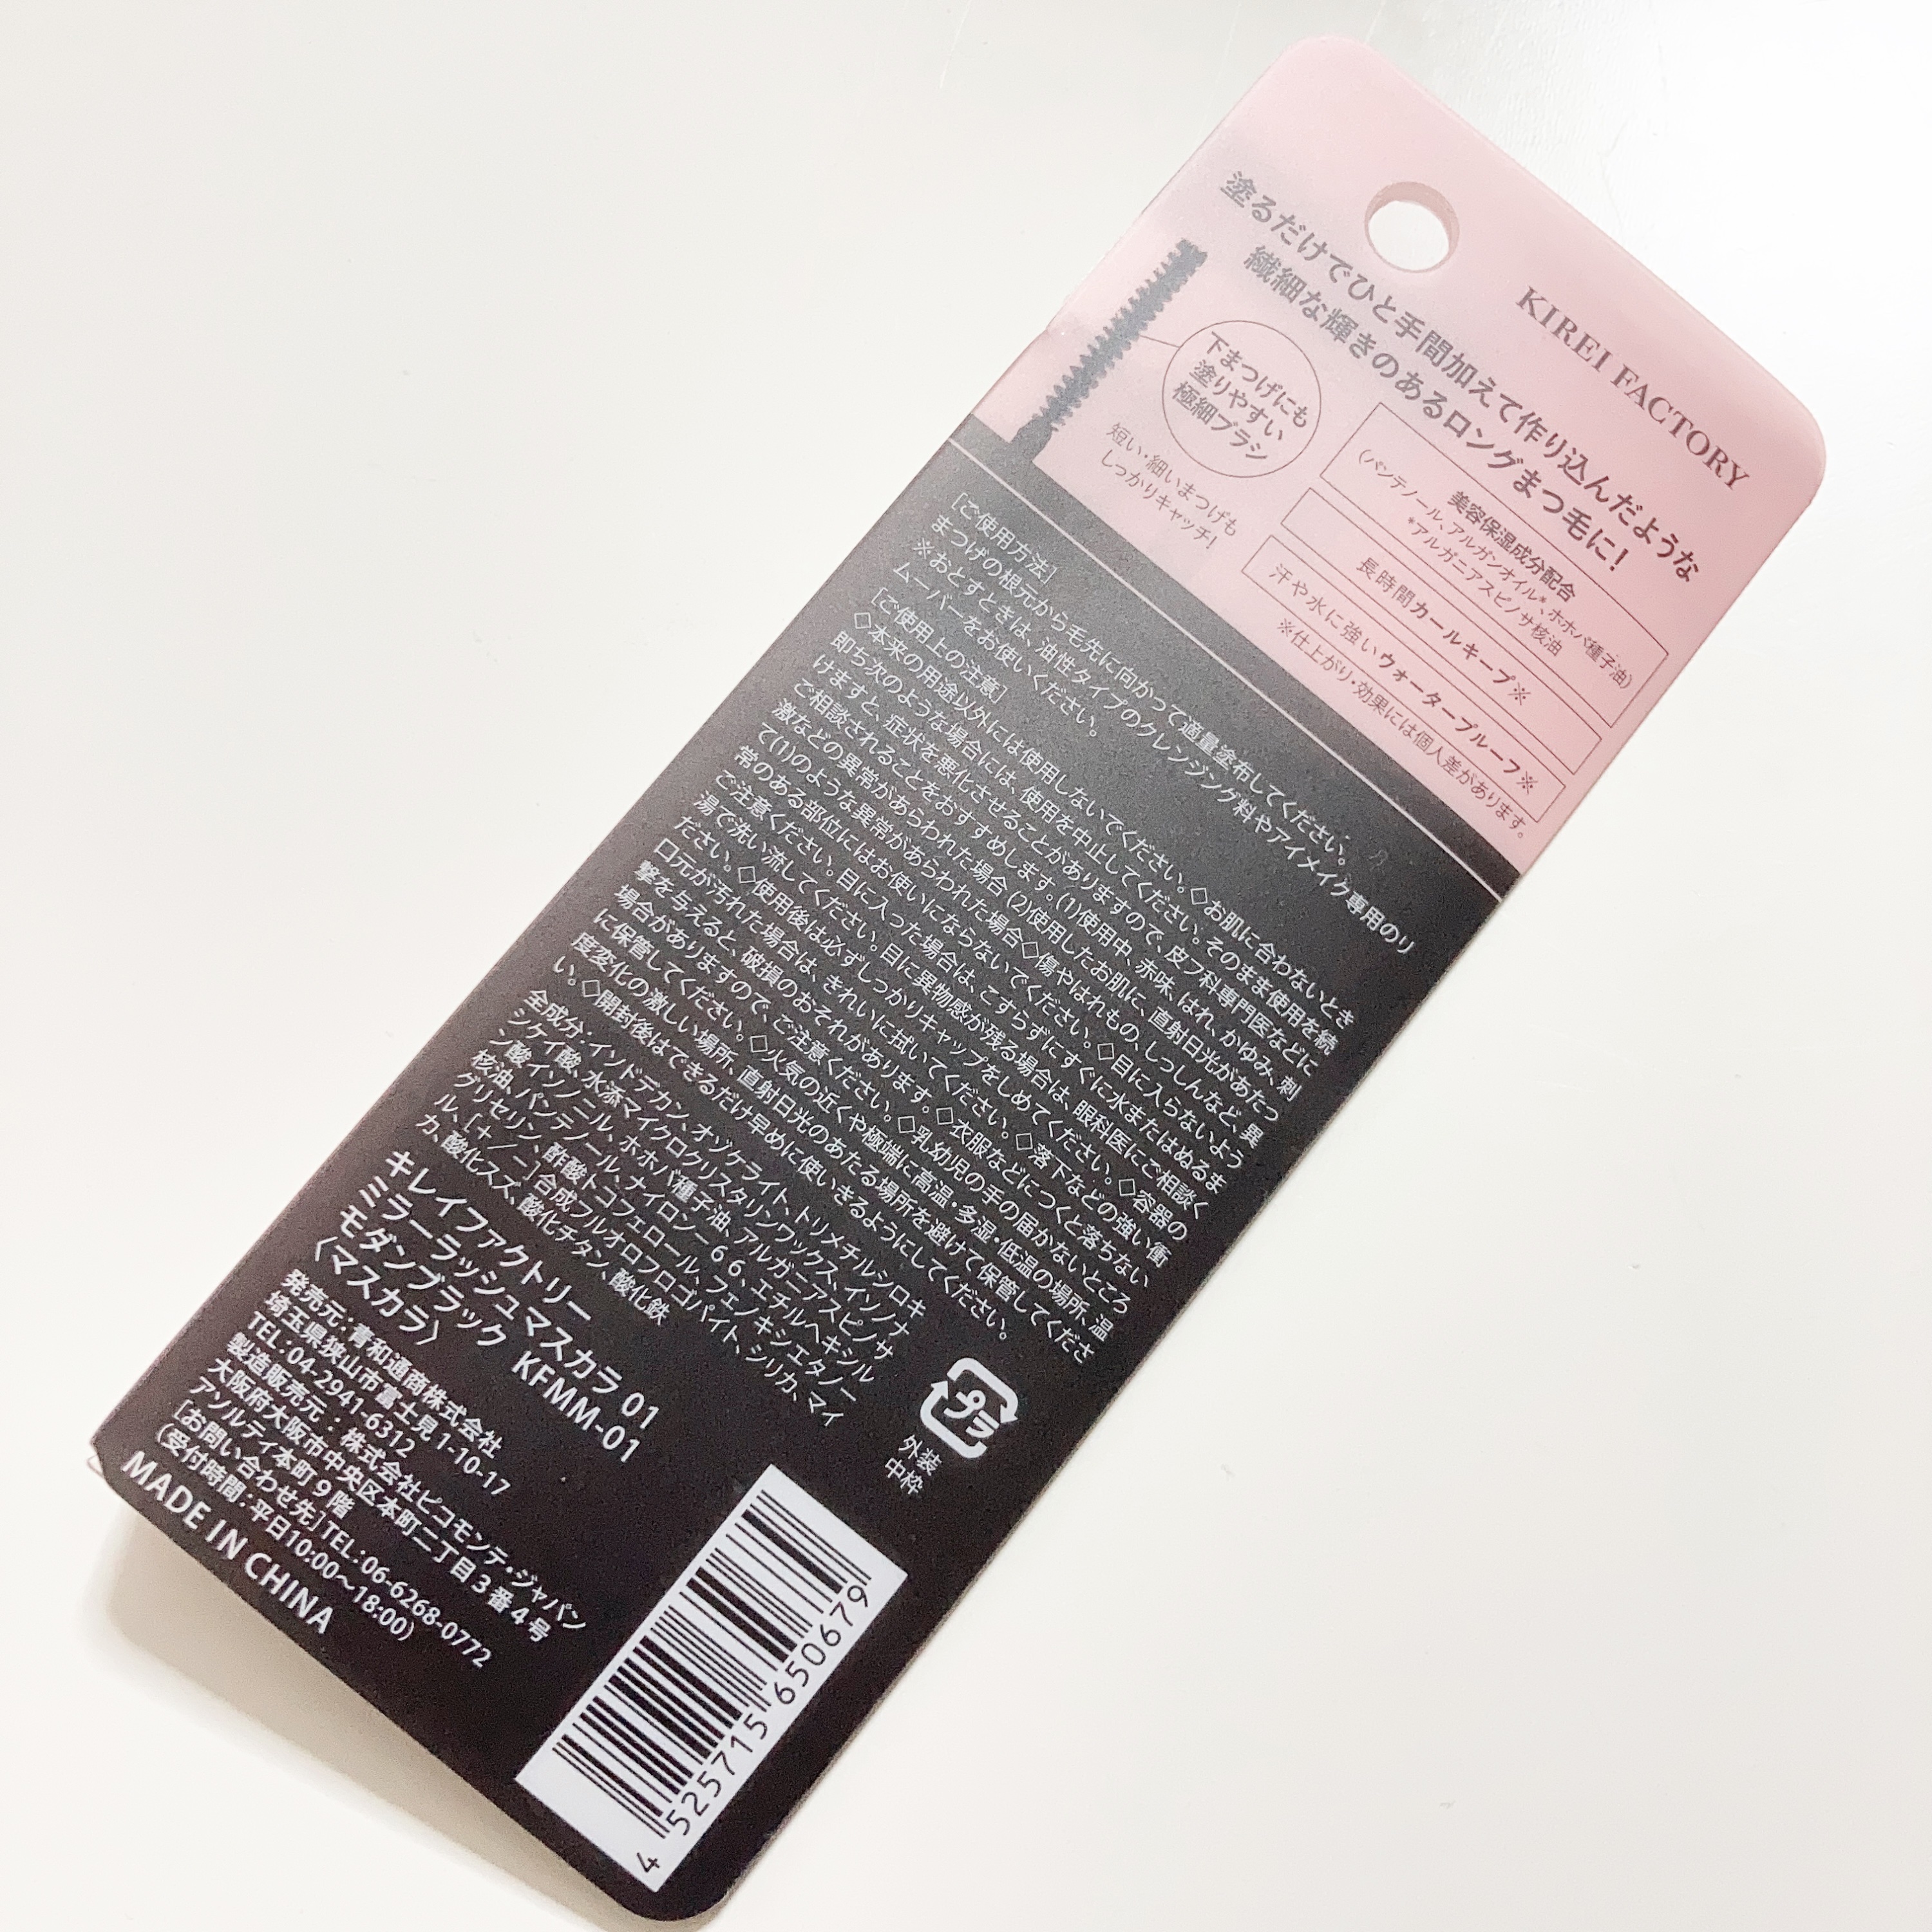 KIREI FACTORY
塗るだけでひと手間加えて作り込んだような
繊細な輝きのあるロングまつ毛に!
下まつげにも
塗りやすい
極細ブラシ
短い・細いまつげも
しっかりキャッチ!
美容保湿成分配合
(パンテノール、アルガンオイル*、ホホバ種子油)
*アルガニアスピノサ核油
長時間カールキープ※
汗や水に強いウォータープルーフ※
※仕上がり・効果には個人差があります。
[ご使用方法]
まつげの根元から毛先に向かって適量塗布してください。
※おとすときは、油性タイプのクレンジング料やアイメイク専用のリ
ムーバーをお使いください。
[ご使用上の注意]
◇本来の用途以外には使用しないでください。◇お肌に合わないとき
即ち次のような場合には、使用を中止してください。そのまま使用を続
けますと、症状を悪化させることがありますので、皮フ科専門医などに
ご相談されることをおすすめします。(1)使用中、赤味、はれ、かゆみ、刺
激などの異常があらわれた場合 (2)使用したお肌に、直射日光があたっ
て(1)のような異常があらわれた場合◇傷やはれもの、しっしんなど、異
常のある部位にはお使いにならないでください。◇目に入らないよう
ご注意ください。目に入った場合は、こすらずにすぐに水またはぬるま
湯で洗い流してください。目に異物感が残る場合は、眼科医にご相談く
ださい。◇使用後は必ずしっかりキャップをしめてください。◇容器の
口元が汚れた場合は、きれいに拭いてください。◇落下などの強い衝
撃を与えると、破損のおそれがあります。◇衣服などにつくと落ちない
場合がありますので、ご注意ください。◇乳幼児の手の届かないところ
に保管してください。◇火気の近くや極端に高温・多湿・低温の場所、温
度変化の激しい場所、直射日光のあたる場所を避けて保管してくださ
い。◇開封後はできるだけ早めに使いきるようにしてください。
全成分:イソドデカン、オゾケライト、トリメチルシロキ
シケイ酸、水添マイクロクリスタリンワックス、イソノナ
ン酸イソノニル、ホホバ種子油、アルガニアスピノサ
核油、パンテノール、ナイロン-66、エチルヘキシル
グリセリン、酢酸トコフェロール、フェノキシエタノー
ル、[+/-]合成フルオロフロゴパイト、シリカ、マイ
カ、酸化スズ、酸化チタン、酸化鉄
キレイファクトリー
ミラーラッシュマスカラ 01
モダンブラック KFMM-01
〈マスカラ〉
発売元:青和通商株式会社
埼玉県狭山市富士見1-10-17
TEL:04-2941-6312
製造販売元:株式会社ピコモンテ・ジャパン
大阪府大阪市中央区本町二丁目3番4号
アソルティ本町9階
[お問い合わせ先]TEL:06-6268-0772
(受付時間:平日10:00〜18:00)
MADE IN CHINA
プラ
外装
中枠
4 525715 650679